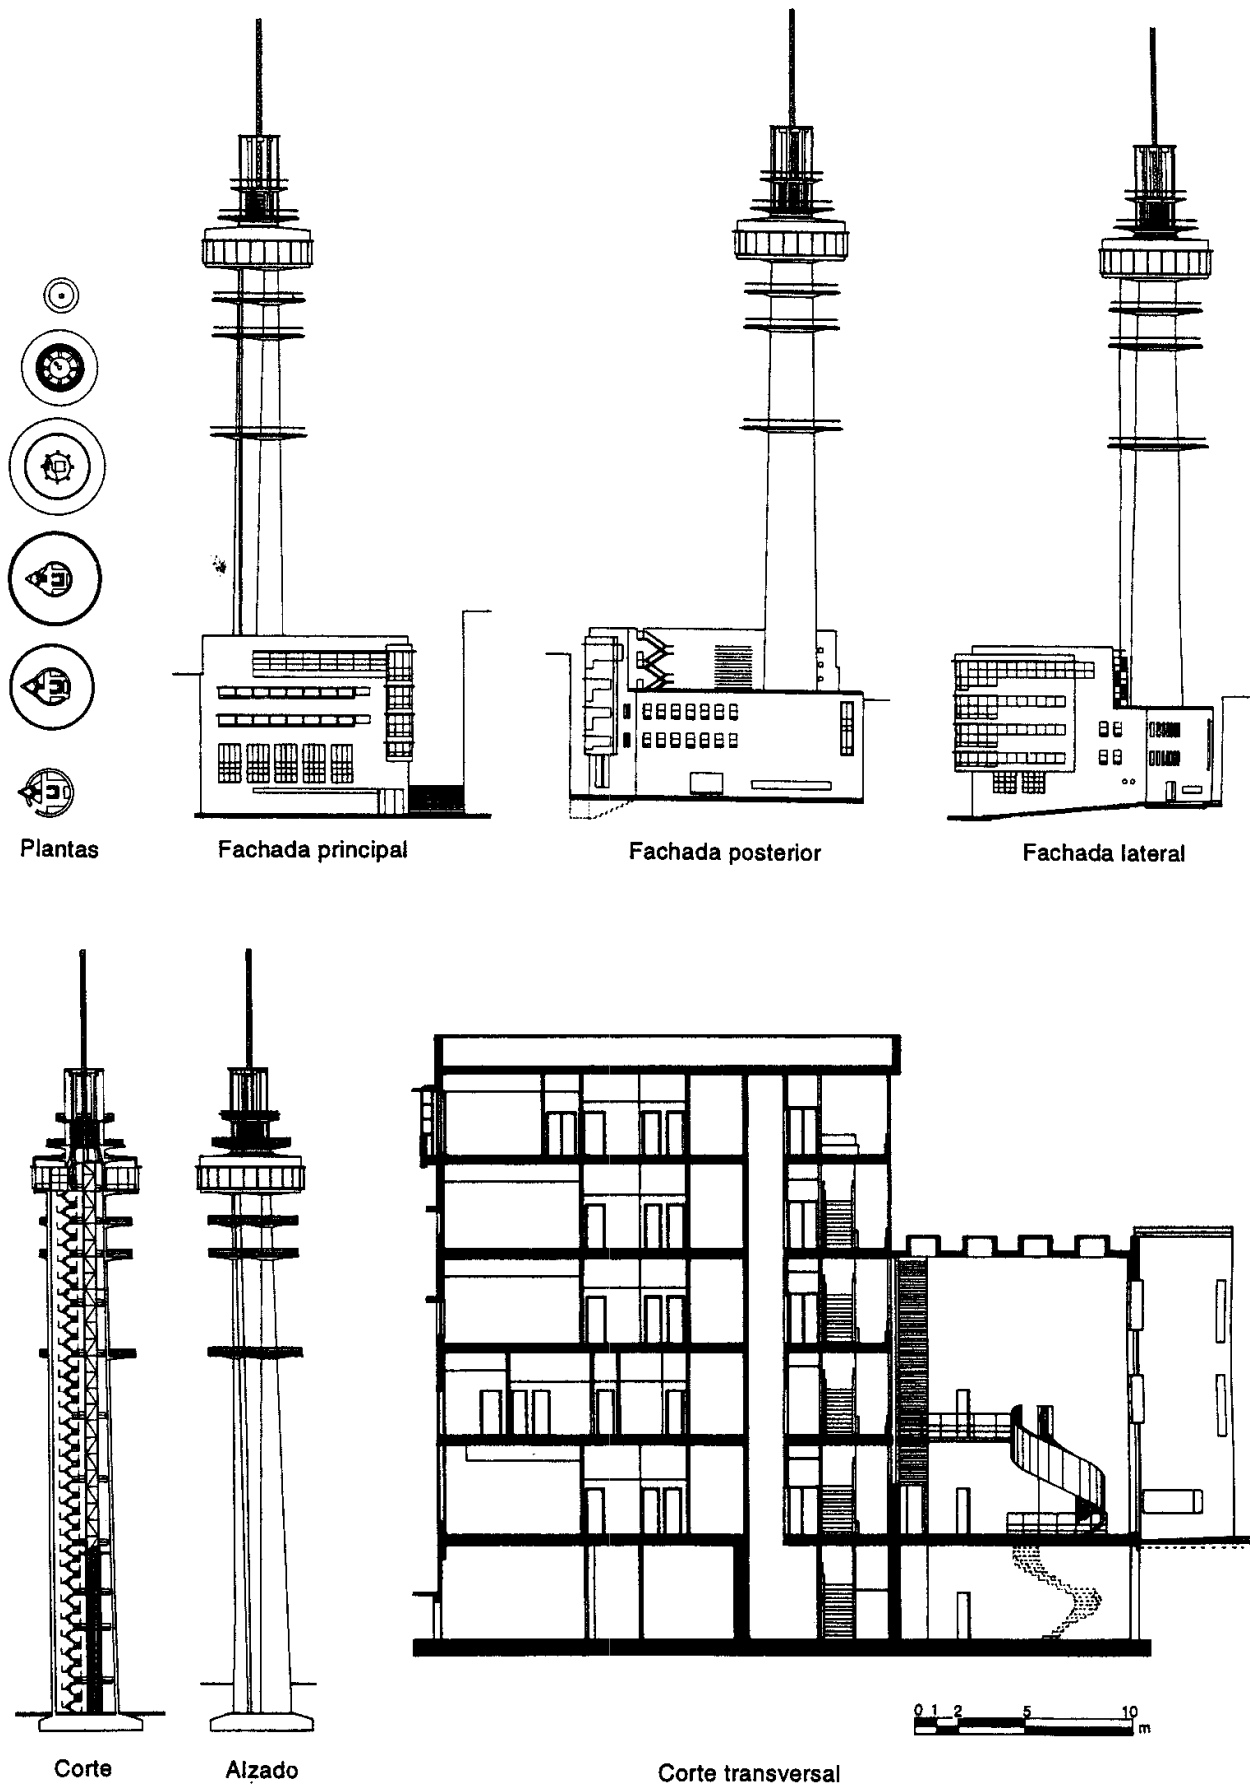 Plantas
Fachada principal
Fachada posterior
Fachada lateral
0 1 2 5 10
m
Corte
Alzado
Corte transversal